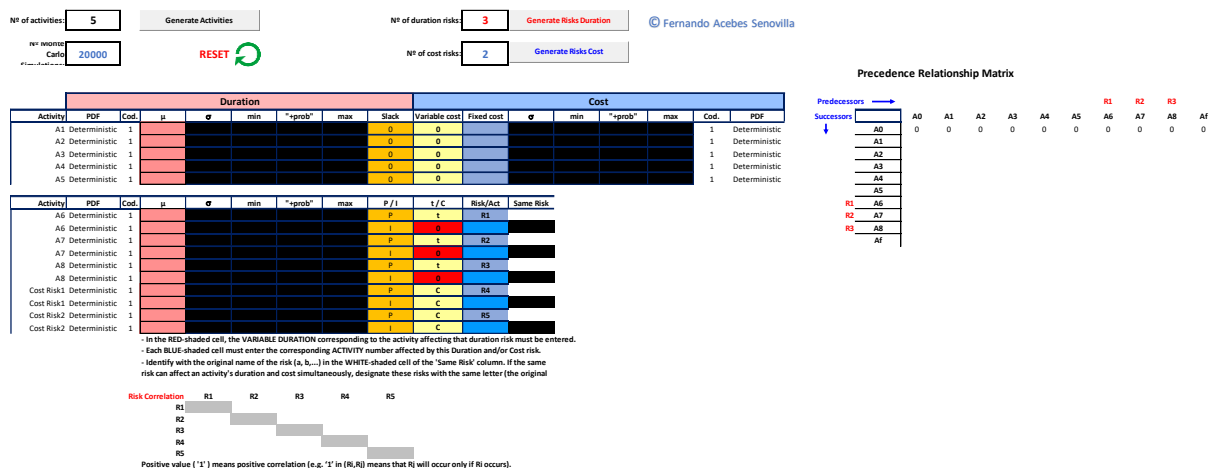 Nº of activities: 5 Generate Activities Nº of duration risks: 3 Generate Risks Duration © Fernando Acebes Senovilla
Nº Monte Carlo Simulations: 20000 RESET Nº of cost risks: 2 Generate Risks Cost
Precedence Relationship Matrix
Duration Cost
Predecessors R1 R2 R3
Activity PDF Cod. µ σ min "+prob" max Slack Variable cost Fixed cost σ min "+prob" max Cod. PDF
Successors A0 A1 A2 A3 A4 A5 A6 A7 A8 Af
A1 Deterministic 1 0 0 1 Deterministic
A2 Deterministic 1 0 0 1 Deterministic
A3 Deterministic 1 0 0 1 Deterministic
A4 Deterministic 1 0 0 1 Deterministic
A5 Deterministic 1 0 0 1 Deterministic
A0 0 0 0 0 0 0 0 0 0 0
A1
A2
A3
A4
A5
R1 A6
R2 A7
R3 A8
Af
Activity PDF Cod. µ σ min "+prob" max P / I t / C Risk/Act Same Risk
A6 Deterministic 1 P t R1
A6 Deterministic 1 I 0
A7 Deterministic 1 P t R2
A7 Deterministic 1 I 0
A8 Deterministic 1 P t R3
A8 Deterministic 1 I 0
Cost Risk1 Deterministic 1 P C R4
Cost Risk1 Deterministic 1 I C
Cost Risk2 Deterministic 1 P C R5
Cost Risk2 Deterministic 1 I C
- In the RED-shaded cell, the VARIABLE DURATION corresponding to the activity affecting that duration risk must be entered.
- Each BLUE-shaded cell must enter the corresponding ACTIVITY number affected by this Duration and/or Cost risk.
- Identify with the original name of the risk (a, b,...) in the WHITE-shaded cell of the 'Same Risk' column. If the same
risk can affect an activity's duration and cost simultaneously, designate these risks with the same letter (the original
Risk Correlation R1 R2 R3 R4 R5
R1
R2
R3
R4
R5
Positive value ( '1' ) means positive correlation (e.g. '1' in (Ri,Rj) means that Rj will occur only if Ri occurs).